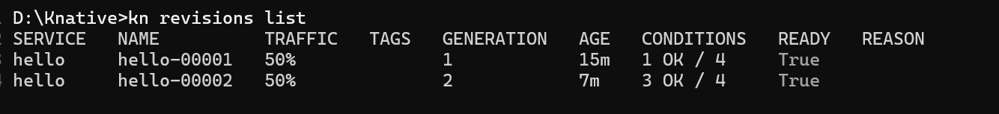 D:\Knative>kn revisions list
SERVICE   NAME          TRAFFIC   TAGS   GENERATION   AGE   CONDITIONS   READY   REASON
hello     hello-00001   50%              1            15m   1 OK / 4     True
hello     hello-00002   50%              2            7m    3 OK / 4     True